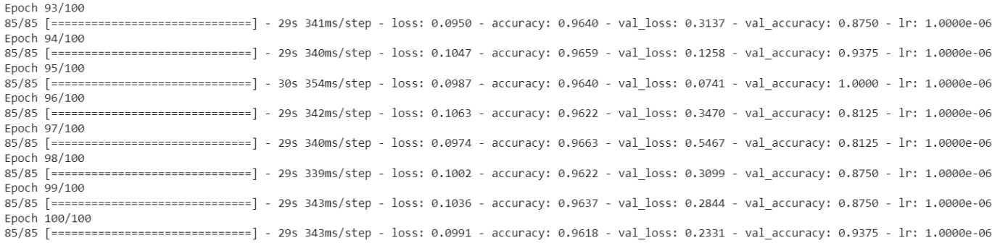 Epoch 93/100
85/85 [==============================] - 29s 341ms/step - loss: 0.0950 - accuracy: 0.9640 - val_loss: 0.3137 - val_accuracy: 0.8750 - lr: 1.0000e-06
Epoch 94/100
85/85 [==============================] - 29s 340ms/step - loss: 0.1047 - accuracy: 0.9659 - val_loss: 0.1258 - val_accuracy: 0.9375 - lr: 1.0000e-06
Epoch 95/100
85/85 [==============================] - 30s 354ms/step - loss: 0.0987 - accuracy: 0.9640 - val_loss: 0.0741 - val_accuracy: 1.0000 - lr: 1.0000e-06
Epoch 96/100
85/85 [==============================] - 29s 342ms/step - loss: 0.1063 - accuracy: 0.9622 - val_loss: 0.3470 - val_accuracy: 0.8125 - lr: 1.0000e-06
Epoch 97/100
85/85 [==============================] - 29s 340ms/step - loss: 0.0974 - accuracy: 0.9663 - val_loss: 0.5467 - val_accuracy: 0.8125 - lr: 1.0000e-06
Epoch 98/100
85/85 [==============================] - 29s 339ms/step - loss: 0.1002 - accuracy: 0.9622 - val_loss: 0.3099 - val_accuracy: 0.8750 - lr: 1.0000e-06
Epoch 99/100
85/85 [==============================] - 29s 343ms/step - loss: 0.1036 - accuracy: 0.9637 - val_loss: 0.2844 - val_accuracy: 0.8750 - lr: 1.0000e-06
Epoch 100/100
85/85 [==============================] - 29s 343ms/step - loss: 0.0991 - accuracy: 0.9618 - val_loss: 0.2331 - val_accuracy: 0.9375 - lr: 1.0000e-06